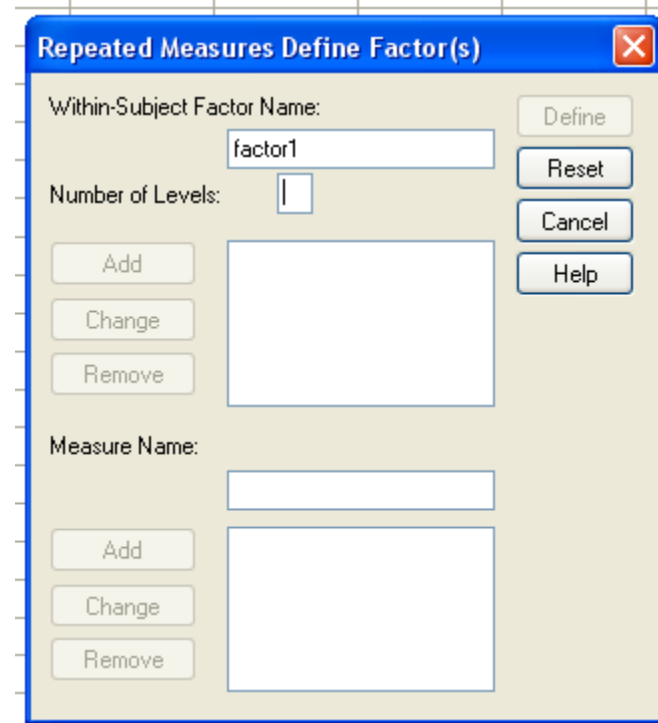 Repeated Measures Define Factor(s)
Within-Subject Factor Name:
Define
factor1
Reset
Number of Levels:
Cancel
Add
Help
Change
Remove
Measure Name:
Add
Change
Remove